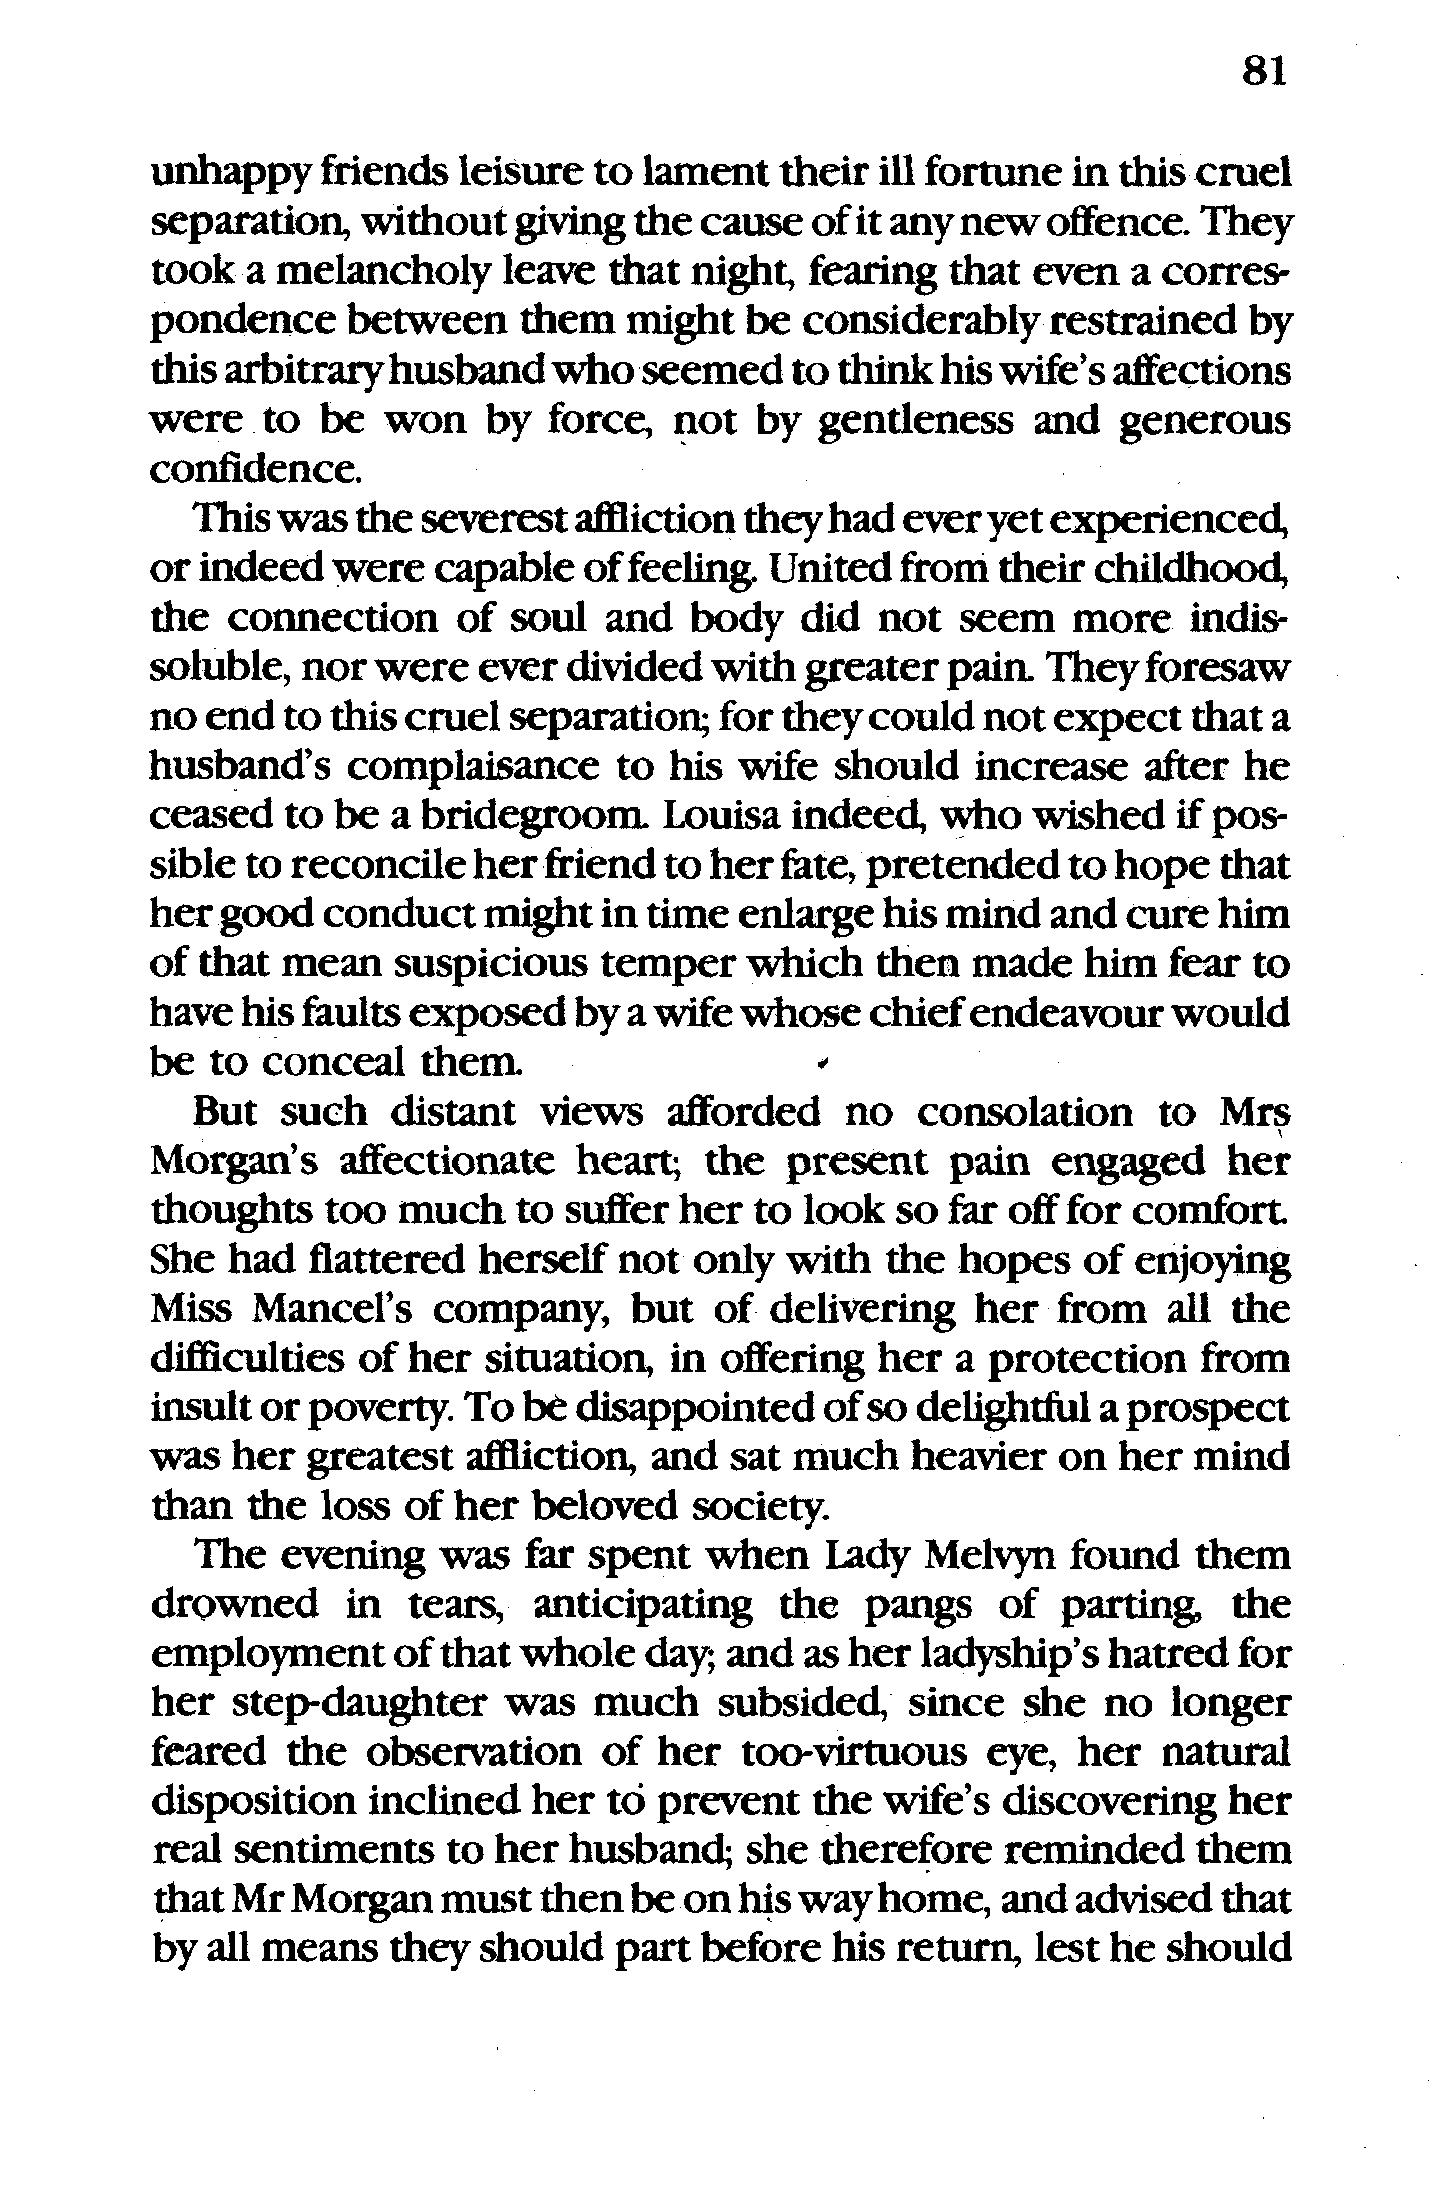 81
unhappy friends leisure to lament their ill fortune in this cruel
separation, without giving the cause of it any new offence. They
took a melancholy leave that night, fearing that even a corres-
pondence between them might be considerably restrained by
this arbitrary husband who seemed to think his wife's affections
were to be won by force, not by gentleness and generous
confidence.
This was the severest affliction they had ever yet experienced,
or indeed were capable of feeling. United from their childhood,
the connection of soul and body did not seem more indis-
soluble, nor were ever divided with greater pain. They foresaw
no end to this cruel separation; for they could not expect that a
husband's complaisance to his wife should increase after he
ceased to be a bridegroom. Louisa indeed, who wished if pos-
sible to reconcile her friend to her fate, pretended to hope that
her good conduct might in time enlarge his mind and cure him
of that mean suspicious temper which then made him fear to
have his faults exposed by a wife whose chief endeavour would
be to conceal them.
But such distant views afforded no consolation to Mrs
Morgan's affectionate heart; the present pain engaged her
thoughts too much to suffer her to look so far off for comfort.
She had flattered herself not only with the hopes of enjoying
Miss Mancel's company, but of delivering her from all the
difficulties of her situation, in offering her a protection from
insult or poverty. To be disappointed of so delightful a prospect
was her greatest affliction, and sat much heavier on her mind
than the loss of her beloved society.
The evening was far spent when Lady Melvyn found them
drowned in tears, anticipating the pangs of parting, the
employment of that whole day; and as her ladyship's hatred for
her step-daughter was much subsided, since she no longer
feared the observation of her too-virtuous eye, her natural
disposition inclined her to prevent the wife's discovering her
real sentiments to her husband; she therefore reminded them
that Mr Morgan must then be on his way home, and advised that
by all means they should part before his return, lest he should